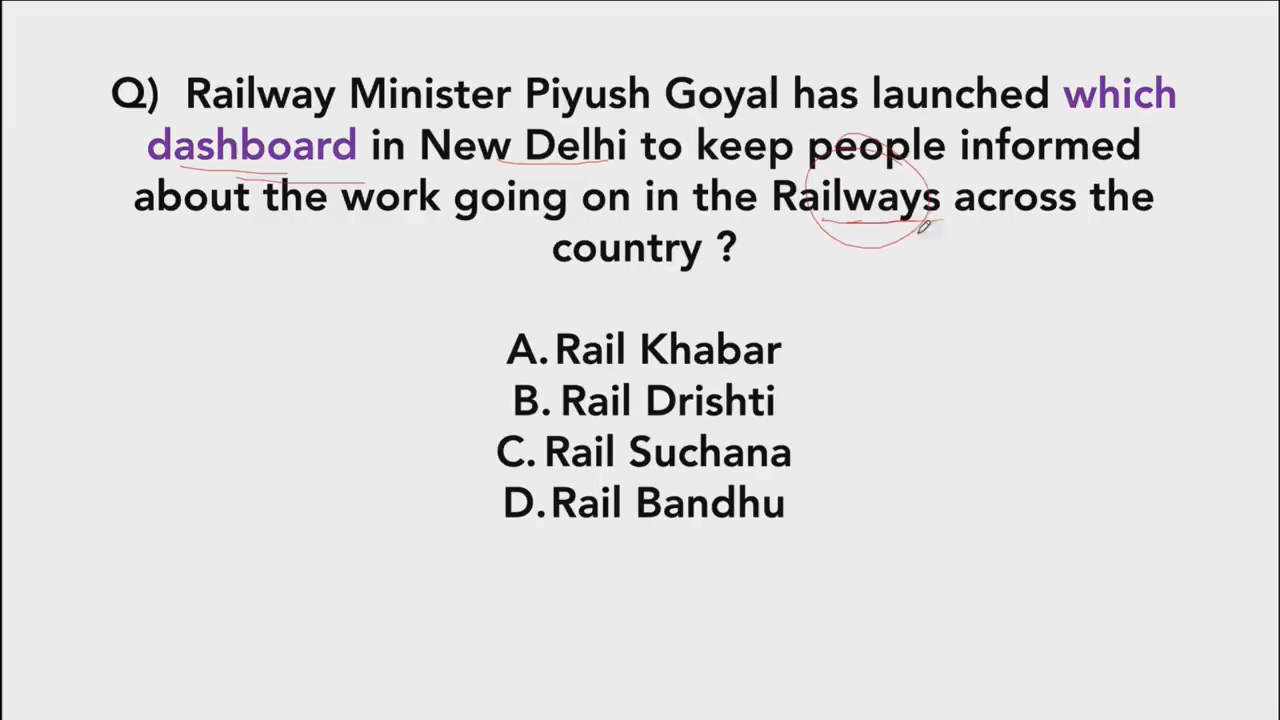 Q) Railway Minister Piyush Goyal has launched which
dashboard in New Delhi to keep people informed
about the work going on in the Railways across the
country ?
A. Rail Khabar
B. Rail Drishti
C. Rail Suchana
D. Rail Bandhu